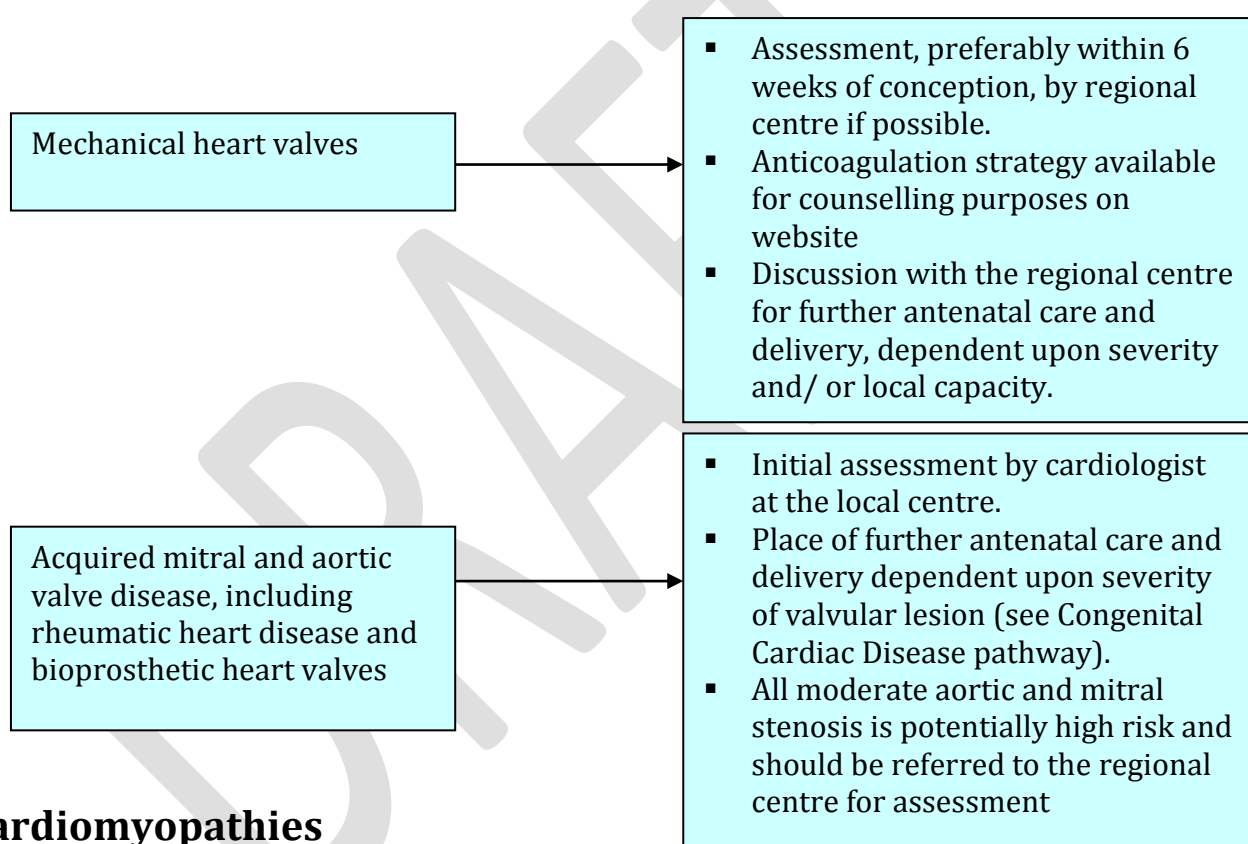 Mechanical heart valves
▪ Assessment, preferably within 6
weeks of conception, by regional
centre if possible.
▪ Anticoagulation strategy available
for counselling purposes on
website
▪ Discussion with the regional centre
for further antenatal care and
delivery, dependent upon severity
and/ or local capacity.
Acquired mitral and aortic
valve disease, including
rheumatic heart disease and
bioprosthetic heart valves
▪ Initial assessment by cardiologist
at the local centre.
▪ Place of further antenatal care and
delivery dependent upon severity
of valvular lesion (see Congenital
Cardiac Disease pathway).
▪ All moderate aortic and mitral
stenosis is potentially high risk and
should be referred to the regional
centre for assessment
ardiomyopathies